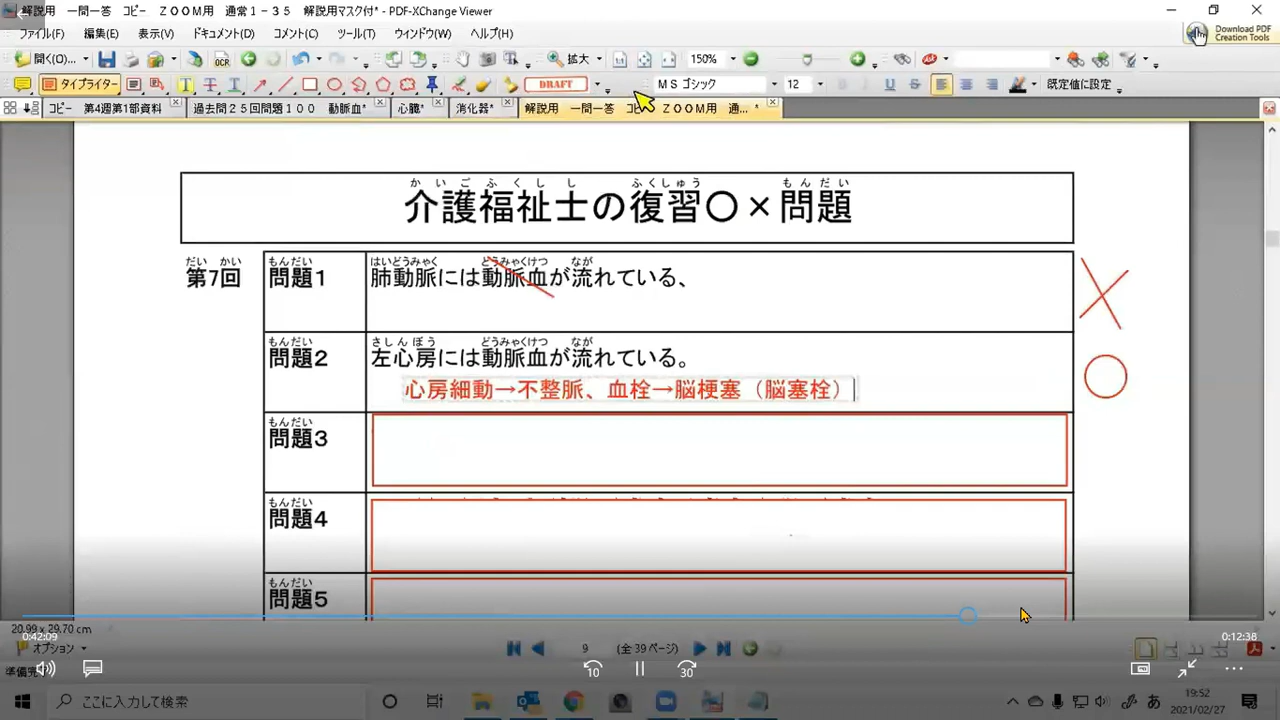 解説用　一問一答　コピー　ＺＯＯＭ用　通常１－３５　解説用マスク付* - PDF-XChange Viewer
ファイル(F) 編集(E) 表示(V) ドキュメント(D) コメント(C) ツール(T) ウィンドウ(W) ヘルプ(H)
Download PDF
Creation Tools
開く(O)... OCR 拡大 150%
タイプライター DRAFT ＭＳ ゴシック 12 既定値に設定
コピー　第4週第1部資料 過去問２５回問題１００　動脈血* 心臓* 消化器* 解説用　一問一答　コピー　ＺＯＯＭ用　通... *
かいごふくしし ふくしゅう もんだい
介護福祉士の復習〇×問題
だい かい もんだい はいどうみゃく どうみゃくけつ なが
第7回 問題1 肺動脈には動脈血が流れている、
もんだい さしんぼう どうみゃくけつ なが
問題2 左心房には動脈血が流れている。
心房細動→不整脈、血栓→脳梗塞（脳塞栓）
もんだい
問題3
もんだい
問題4
もんだい
問題5
20.99 x 29.70 cm
0:42:09 0:12:38
オプション 9 (全 39 ページ)
10 30
ここに入力して検索 あ 19:52
2021/02/27